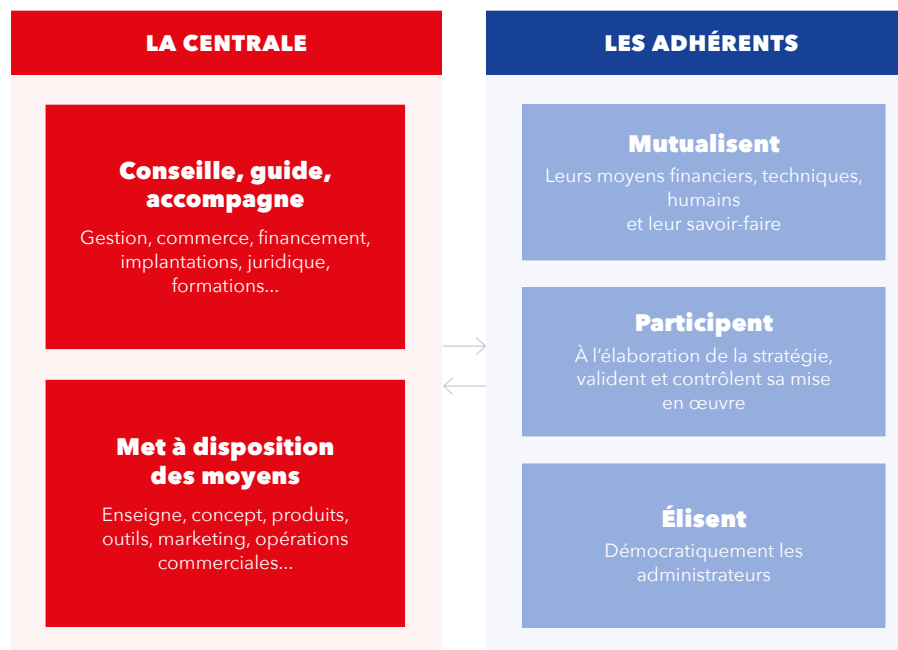 LA CENTRALE
Conseille, guide,
accompagne
Gestion, commerce, financement,
implantations, juridique,
formations...
Met à disposition
des moyens
Enseigne, concept, produits,
outils, marketing, opérations
commerciales...
LES ADHÉRENTS
Mutualisent
Leurs moyens financiers, techniques,
humains
et leur savoir-faire
Participent
À l’élaboration de la stratégie,
valident et contrôlent sa mise
en œuvre
Élisent
Démocratiquement les
administrateurs